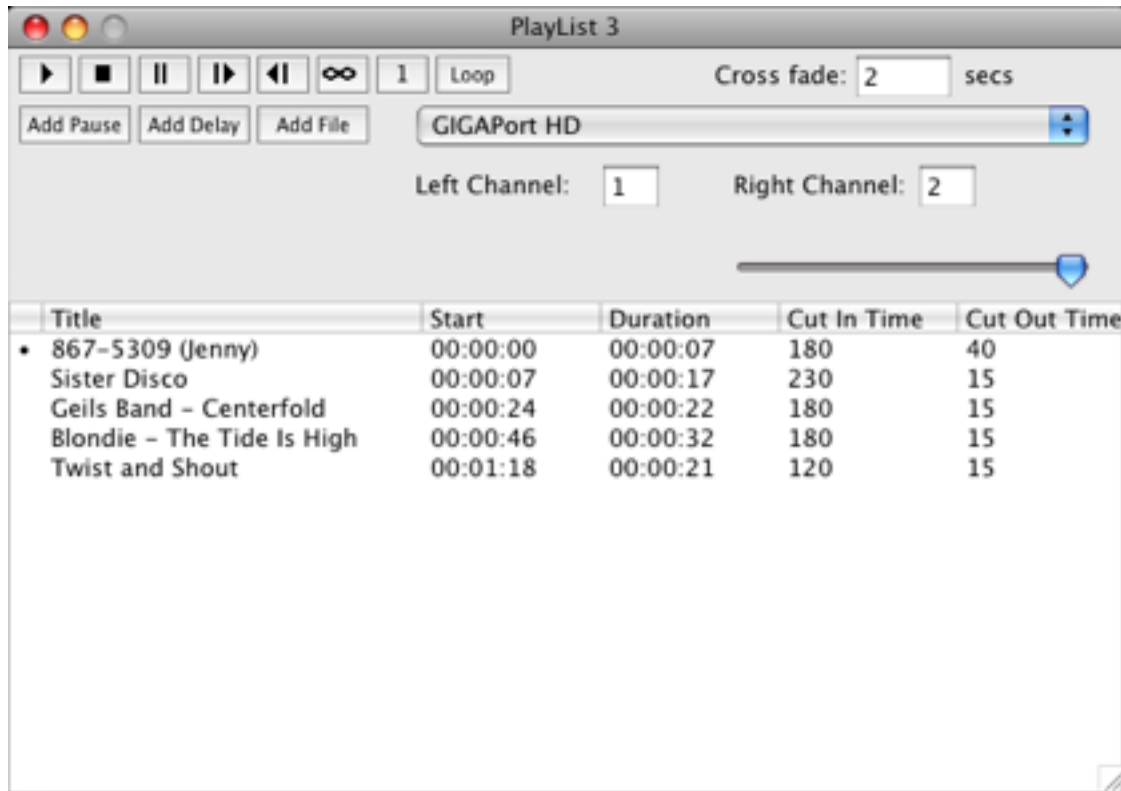 PlayList 3
1 Loop Cross fade: 2 secs
Add Pause Add Delay Add File GIGAPort HD
Left Channel: 1 Right Channel: 2
Title Start Duration Cut In Time Cut Out Time
• 867-5309 (Jenny) 00:00:00 00:00:07 180 40
Sister Disco 00:00:07 00:00:17 230 15
Geils Band - Centerfold 00:00:24 00:00:22 180 15
Blondie - The Tide Is High 00:00:46 00:00:32 180 15
Twist and Shout 00:01:18 00:00:21 120 15